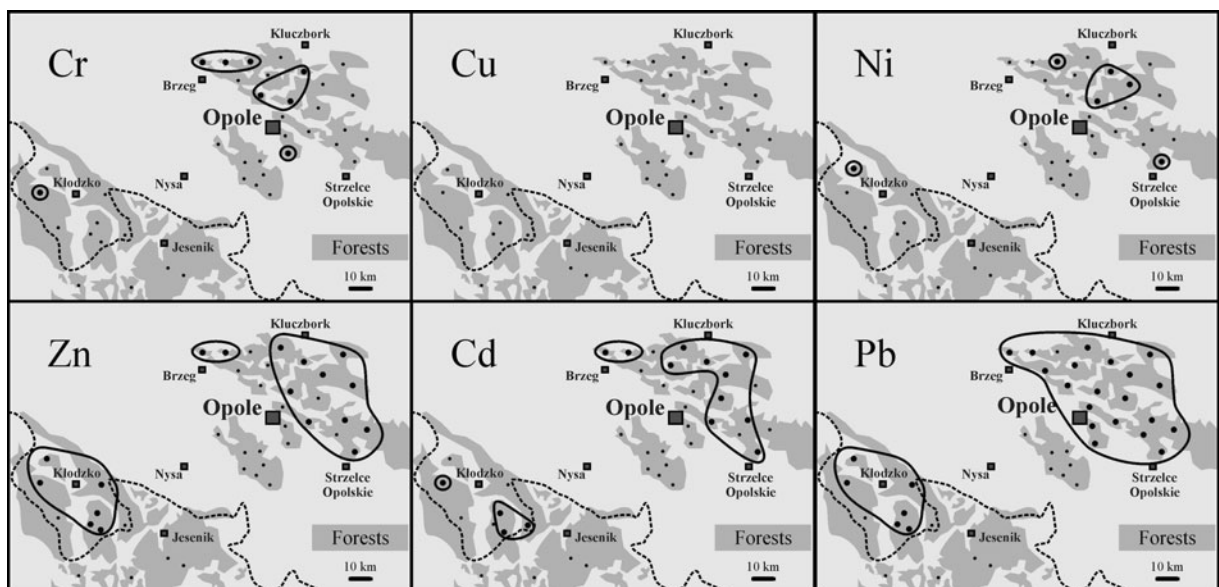 Cr
Kluczbork
Brzeg
Opole
Kłodzko
Nysa
Strzelce
Opolskie
Jesenik
Forests
10 km
Cu
Kluczbork
Brzeg
Opole
Kłodzko
Nysa
Strzelce
Opolskie
Jesenik
Forests
10 km
Ni
Kluczbork
Brzeg
Opole
Kłodzko
Nysa
Strzelce
Opolskie
Jesenik
Forests
10 km
Zn
Kluczbork
Brzeg
Opole
Kłodzko
Nysa
Strzelce
Opolskie
Jesenik
Forests
10 km
Cd
Kluczbork
Brzeg
Opole
Kłodzko
Nysa
Strzelce
Opolskie
Jesenik
Forests
10 km
Pb
Kluczbork
Brzeg
Opole
Kłodzko
Nysa
Strzelce
Opolskie
Jesenik
Forests
10 km